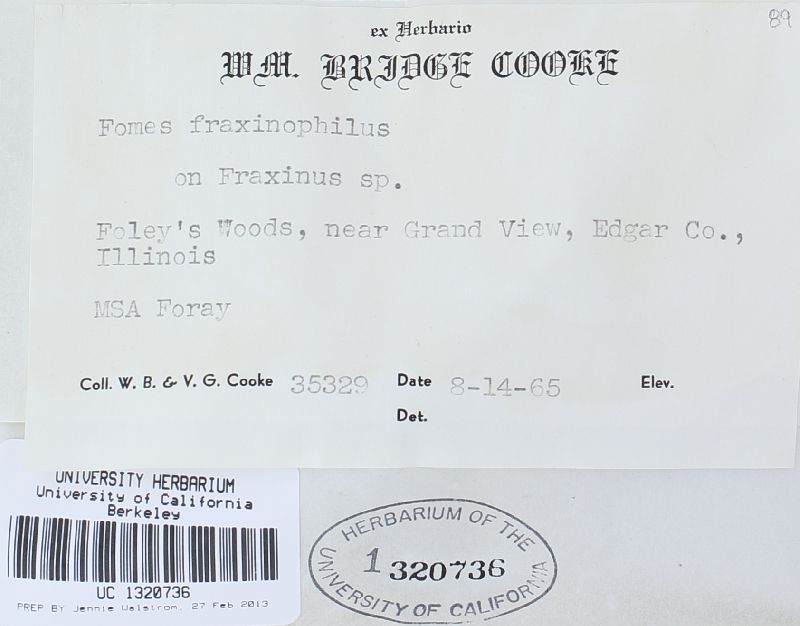 89
ex Herbario
WM. BRIDGE COOKE
Fomes fraxinophilus
on Fraxinus sp.
Foley's Woods, near Grand View, Edgar Co.,
Illinois
MSA Foray
Coll. W. B. & V. G. Cooke 35329 Date 8-14-65 Elev.
Det.
UNIVERSITY HERBARIUM
University of California
Berkeley
UC 1320736
PREP BY Jennie Walstrom, 27 Feb 2013
HERBARIUM OF THE
1320736
UNIVERSITY OF CALIFORNIA